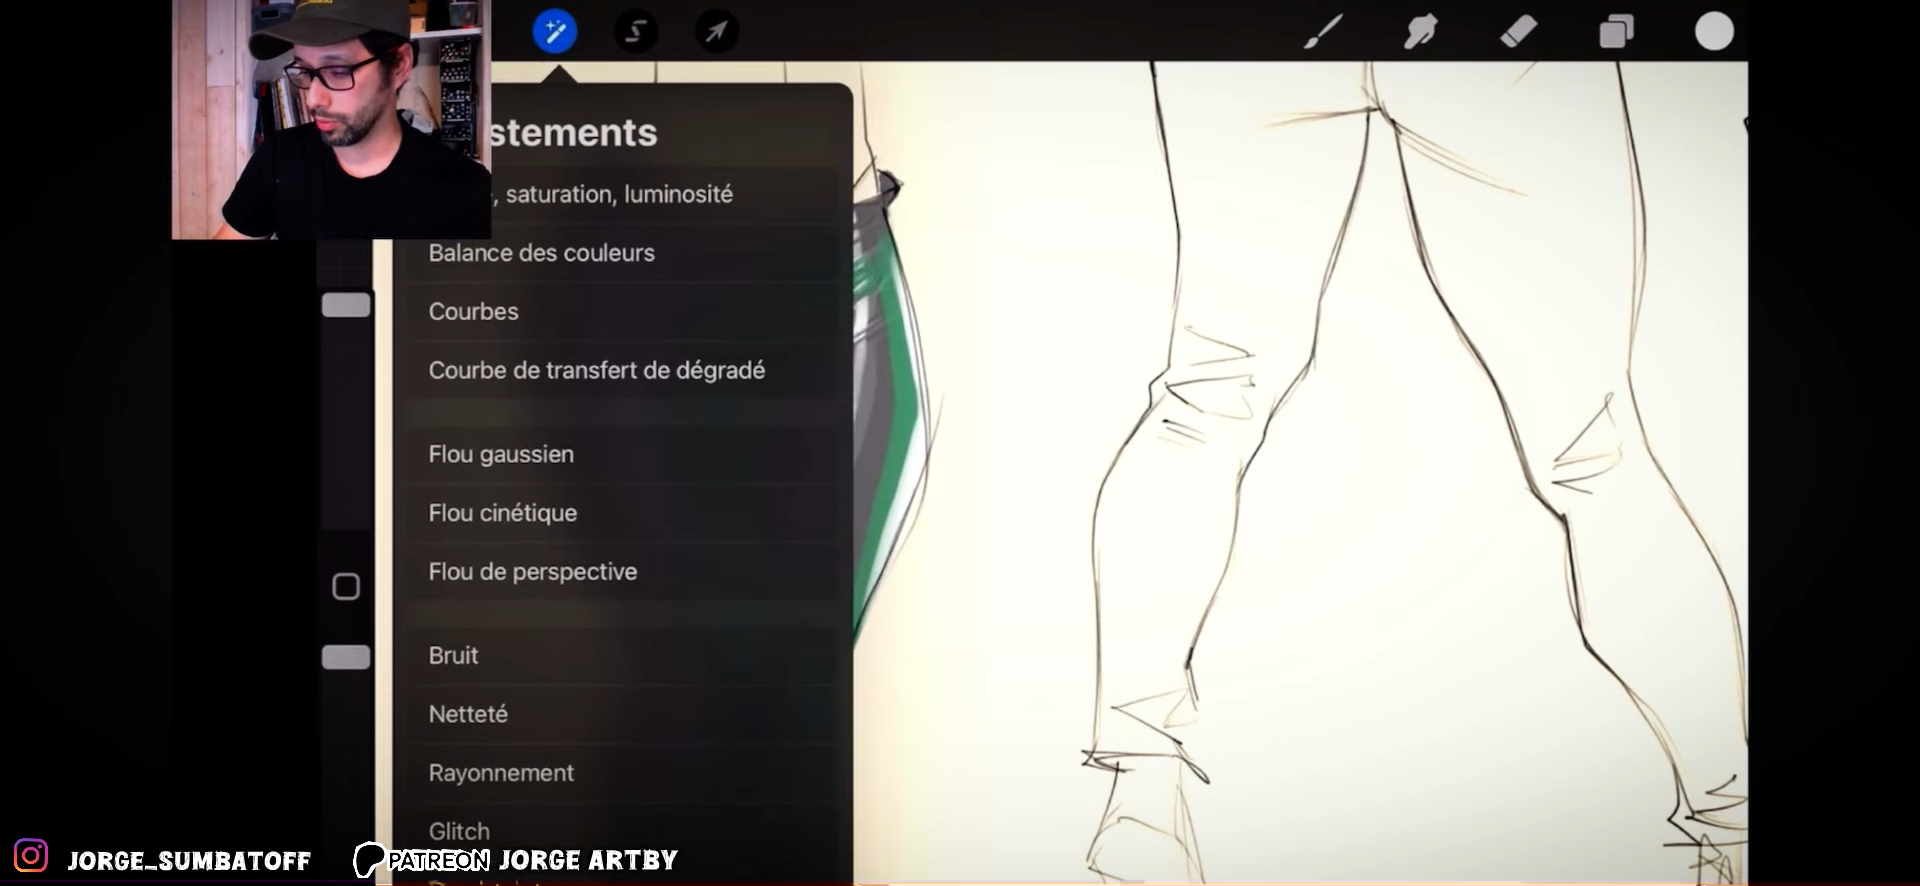 stements
, saturation, luminosité
Balance des couleurs
Courbes
Courbe de transfert de dégradé
Flou gaussien
Flou cinétique
Flou de perspective
Bruit
Netteté
Rayonnement
Glitch
JORGE_SUMBATOFF PATREON JORGE ARTBY